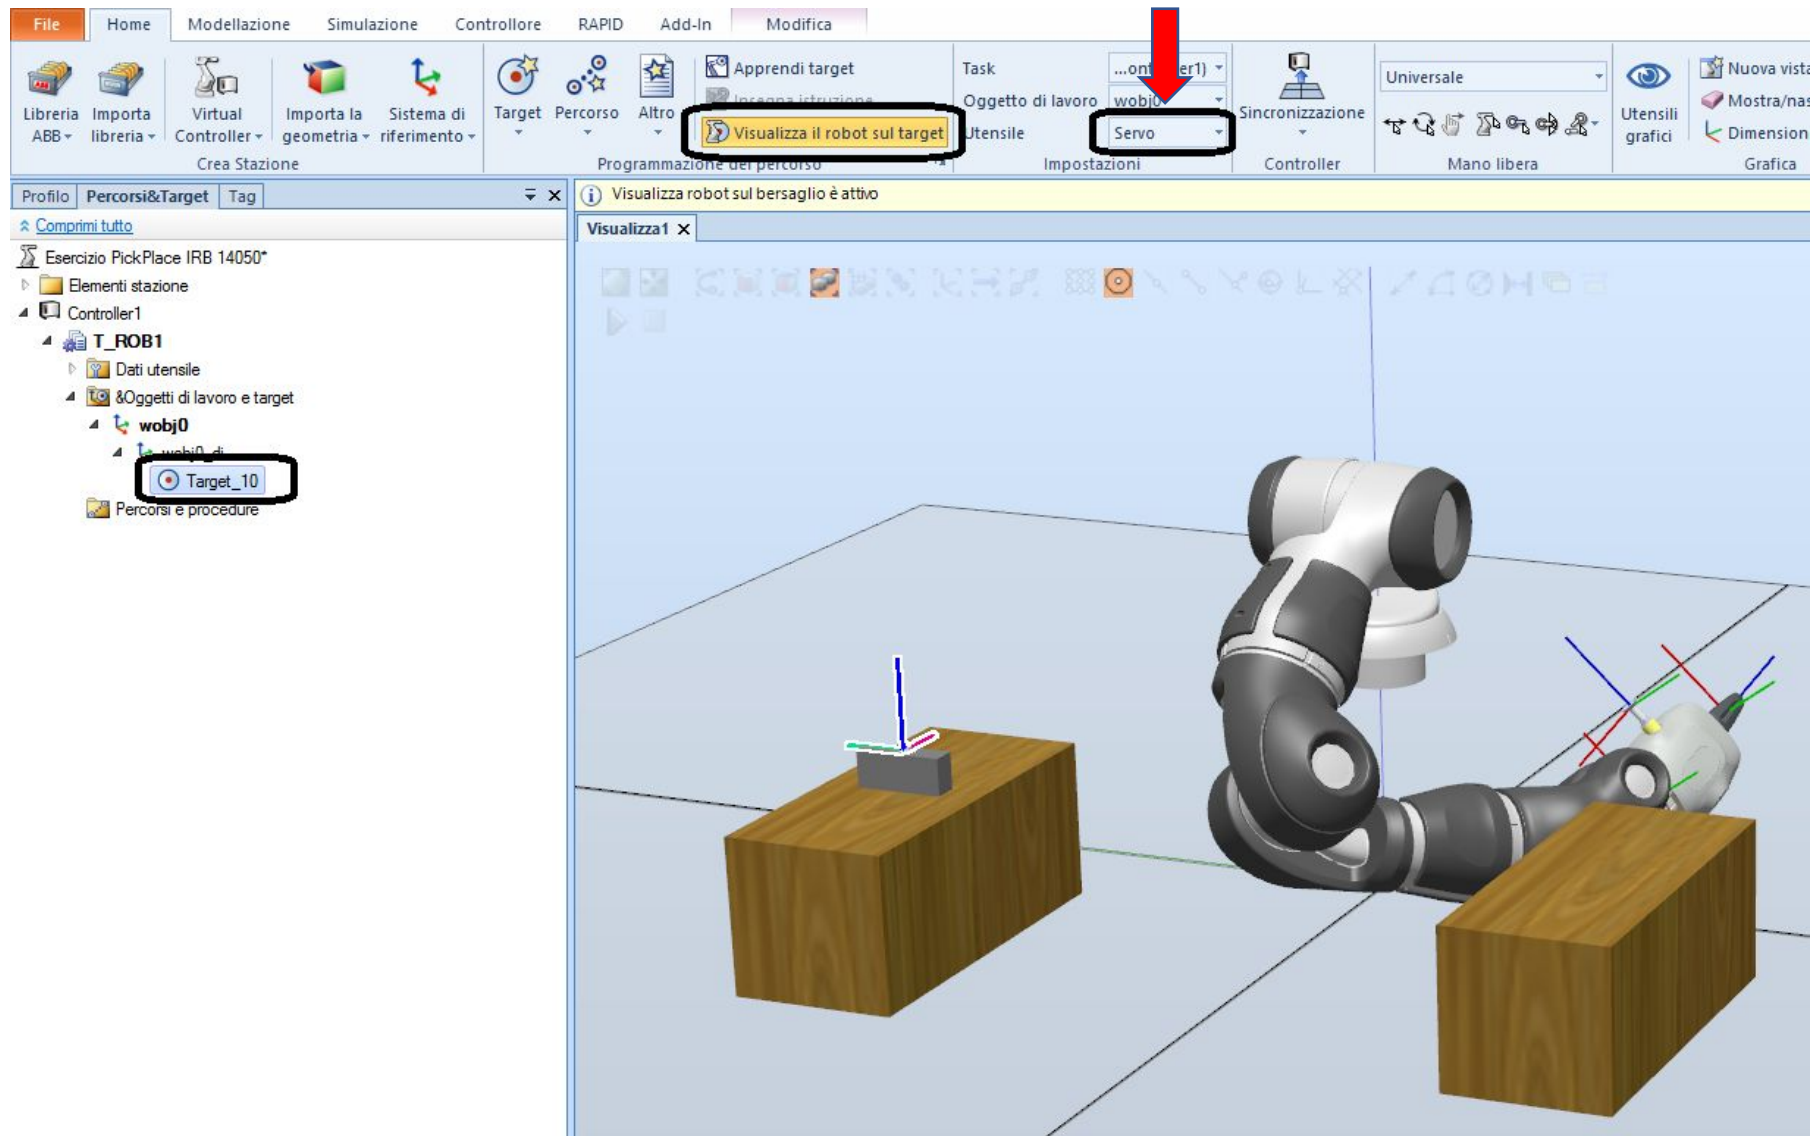 File Home Modellazione Simulazione Controllore RAPID Add-In Modifica
Libreria ABB
Importa libreria
Virtual Controller
Importa la geometria
Sistema di riferimento
Crea Stazione
Target
Percorso
Altro
Apprendi target
Insegna istruzione
Visualizza il robot sul target
Programmazione del percorso
Task
Oggetto di lavoro wobj0
Utensile Servo
Impostazioni
Sincronizzazione
Controller
Universale
Mano libera
Utensili grafici
Nuova vista
Mostra/nas
Dimension
Grafica
Profilo Percorsi&Target Tag
Comprimi tutto
Esercizio PickPlace IRB 14050*
Elementi stazione
Controller1
T_ROB1
Dati utensile
&Oggetti di lavoro e target
wobj0
wobj0_di
Target_10
Percorsi e procedure
Visualizza robot sul bersaglio è attivo
Visualizza1